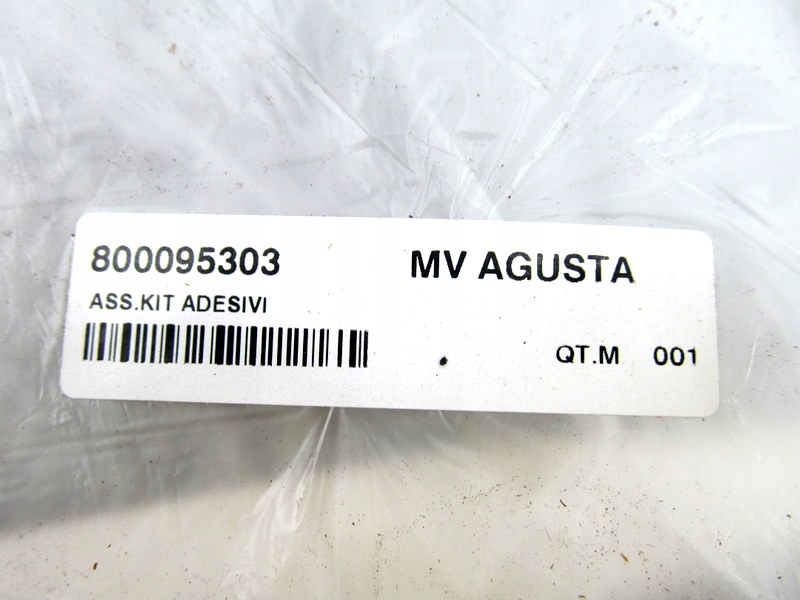 800095303 MV AGUSTA
ASS.KIT ADESIVI
QT.M 001